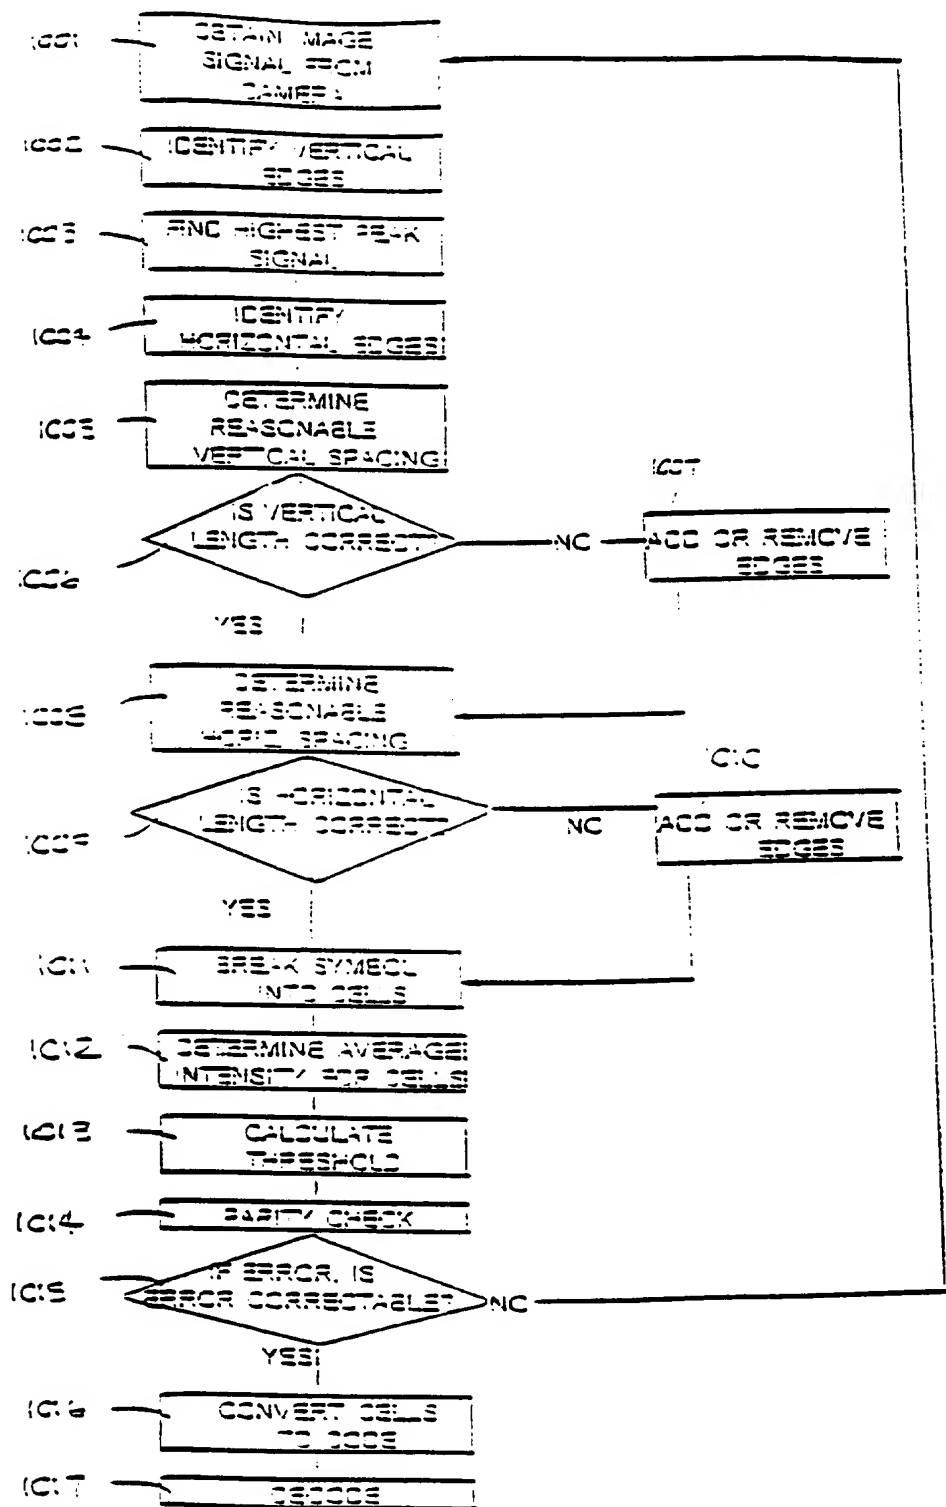 1001
OBTAIN IMAGE
SIGNAL FROM
CAMERA
1002
IDENTIFY VERTICAL
EDGES
1003
FIND HIGHEST PEAK
SIGNAL
1004
IDENTIFY
HORIZONTAL EDGES
1005
DETERMINE
REASONABLE
VERTICAL SPACING
1006
IS VERTICAL
LENGTH CORRECT?
NO
1007
ADD OR REMOVE
EDGES
YES
1008
DETERMINE
REASONABLE
HORIZ. SPACING
1009
IS HORIZONTAL
LENGTH CORRECT?
NO
1010
ADD OR REMOVE
EDGES
YES
1011
BREAK SYMBOL
INTO CELLS
1012
DETERMINE AVERAGE
INTENSITY FOR CELLS
1013
CALCULATE
THRESHOLD
1014
PARITY CHECK
1015
IF ERROR, IS
ERROR CORRECTABLE?
NO
YES
1016
CONVERT CELLS
TO CODE
1017
DECODE